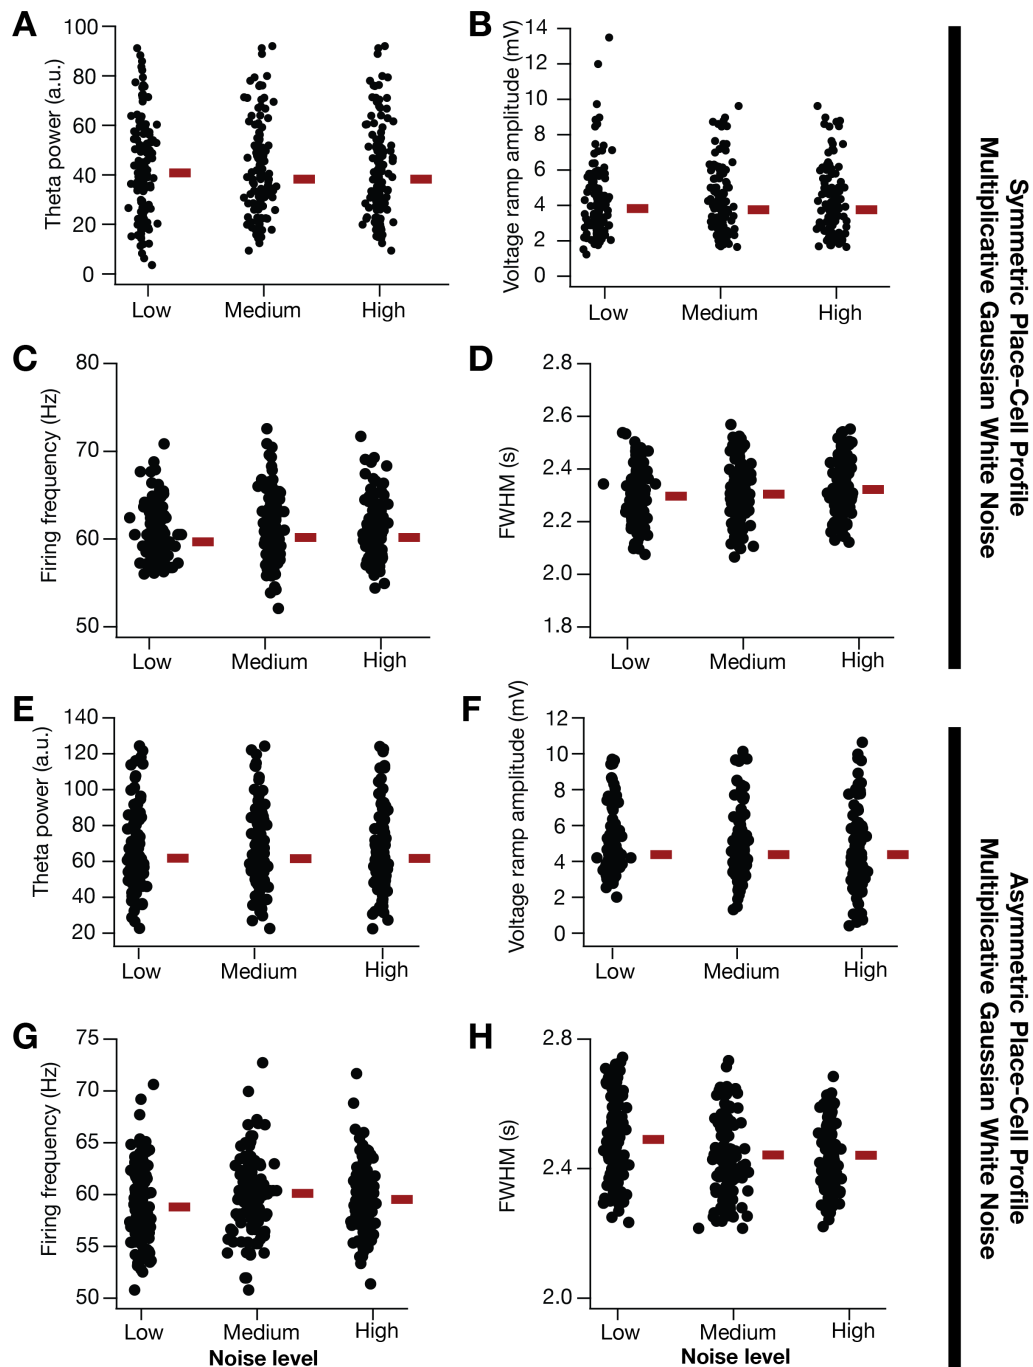 A
100
80
60
40
20
0
Theta power (a.u.)
Low
Medium
High
B
14
12
10
8
6
4
2
0
Voltage ramp amplitude (mV)
Low
Medium
High
C
80
70
60
50
Firing frequency (Hz)
Low
Medium
High
D
2.8
2.6
2.4
2.2
2.0
1.8
FWHM (s)
Low
Medium
High
Symmetric Place-Cell Profile
Multiplicative Gaussian White Noise
E
140
120
100
80
60
40
20
Theta power (a.u.)
Low
Medium
High
F
12
10
8
6
4
2
0
Voltage ramp amplitude (mV)
Low
Medium
High
G
75
70
65
60
55
50
Firing frequency (Hz)
Low
Medium
High
Noise level
H
2.8
2.4
2.0
FWHM (s)
Low
Medium
High
Noise level
Asymmetric Place-Cell Profile
Multiplicative Gaussian White Noise